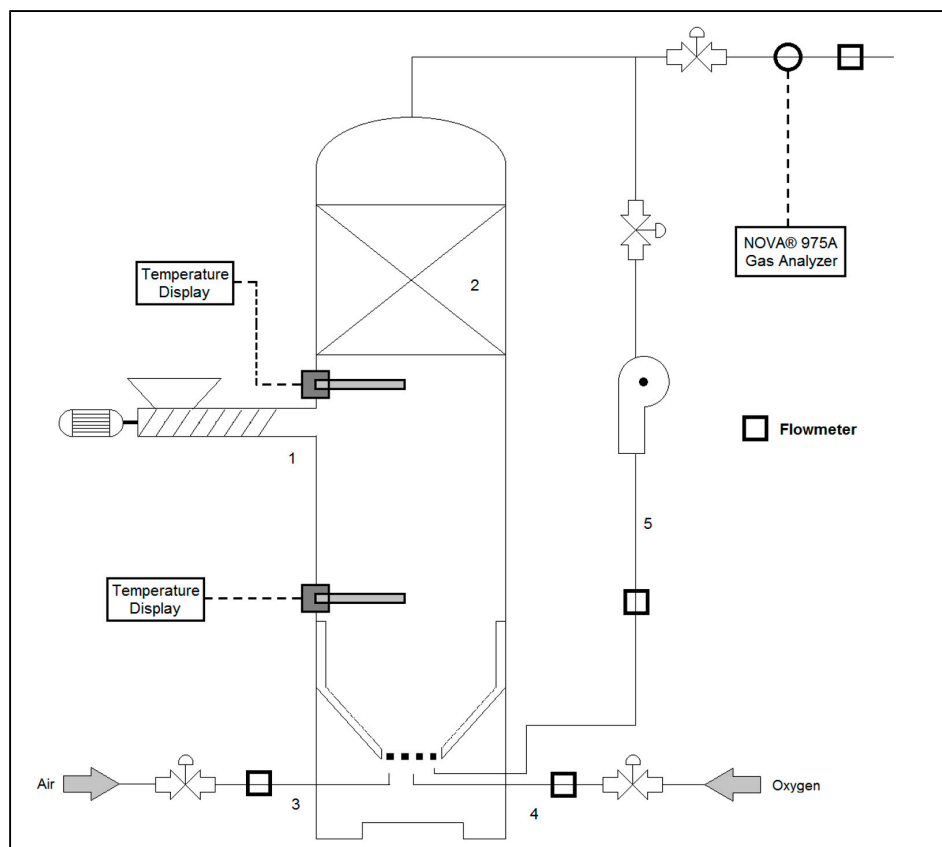 NOVA® 975A
Gas Analyzer
Temperature
Display
2
Flowmeter
1
5
Temperature
Display
Air
3
4
Oxygen